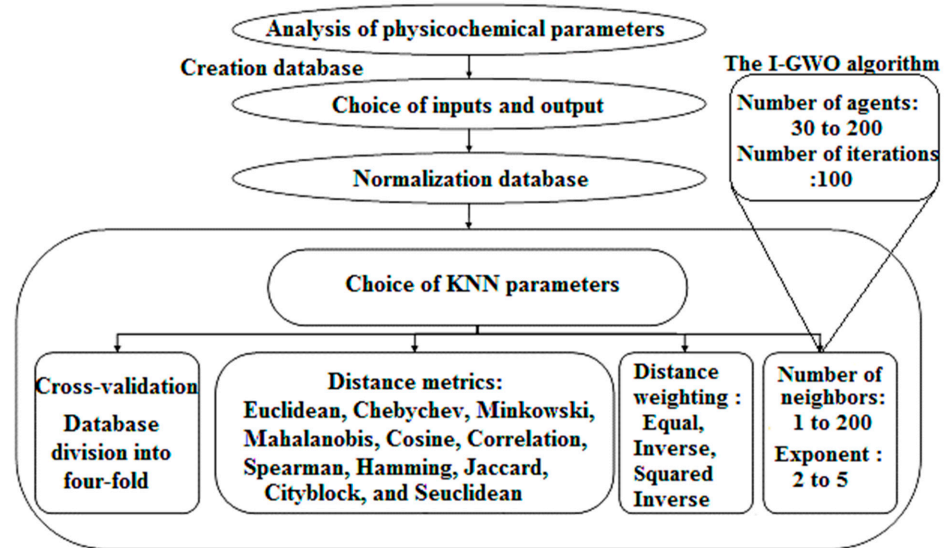 Analysis of physicochemical parameters
Creation database
Choice of inputs and output
Normalization database
The I-GWO algorithm
Number of agents:
30 to 200
Number of iterations
:100
Choice of KNN parameters
Cross-validation
Database
division into
four-fold
Distance metrics:
Euclidean, Chebychev, Minkowski,
Mahalanobis, Cosine, Correlation,
Spearman, Hamming, Jaccard,
Cityblock, and Seuclidean
Distance
weighting :
Equal,
Inverse,
Squared
Inverse
Number of
neighbors:
1 to 200
Exponent :
2 to 5